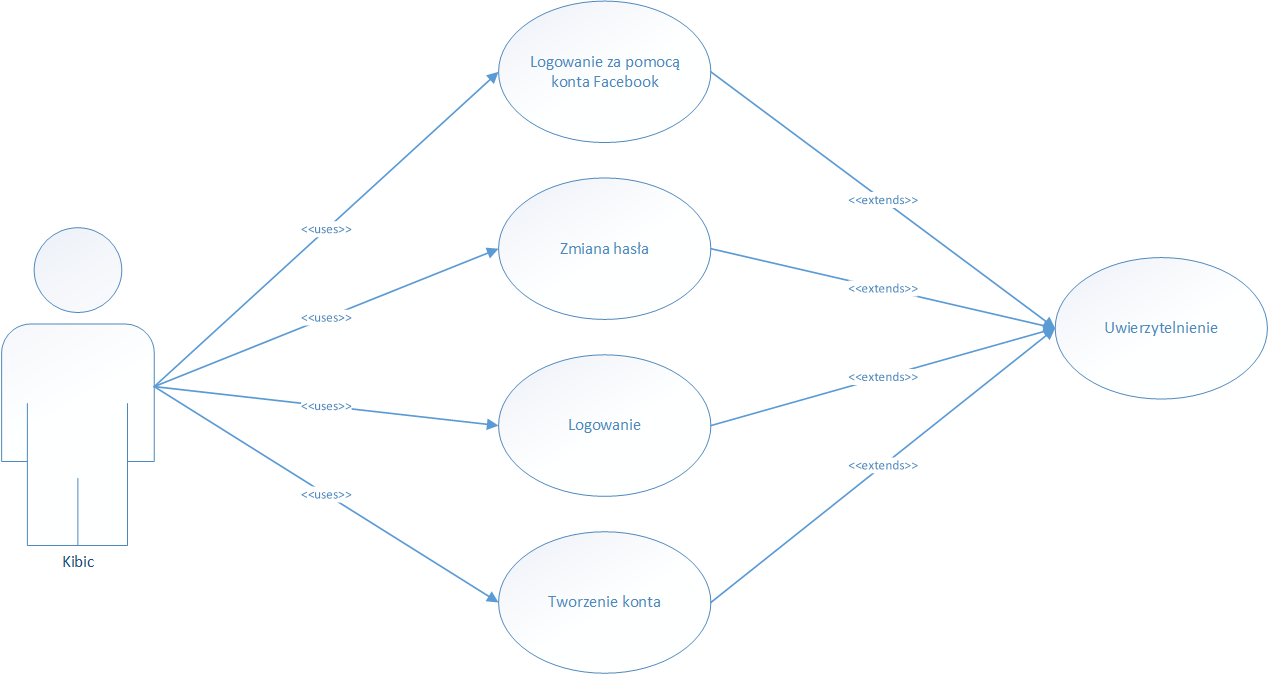 Logowanie za pomocą
konta Facebook
<<extends>>
<<uses>>
Zmiana hasła
<<extends>>
<<uses>>
Uwierzytelnienie
<<extends>>
<<uses>>
Logowanie
<<extends>>
<<uses>>
Kibic
Tworzenie konta